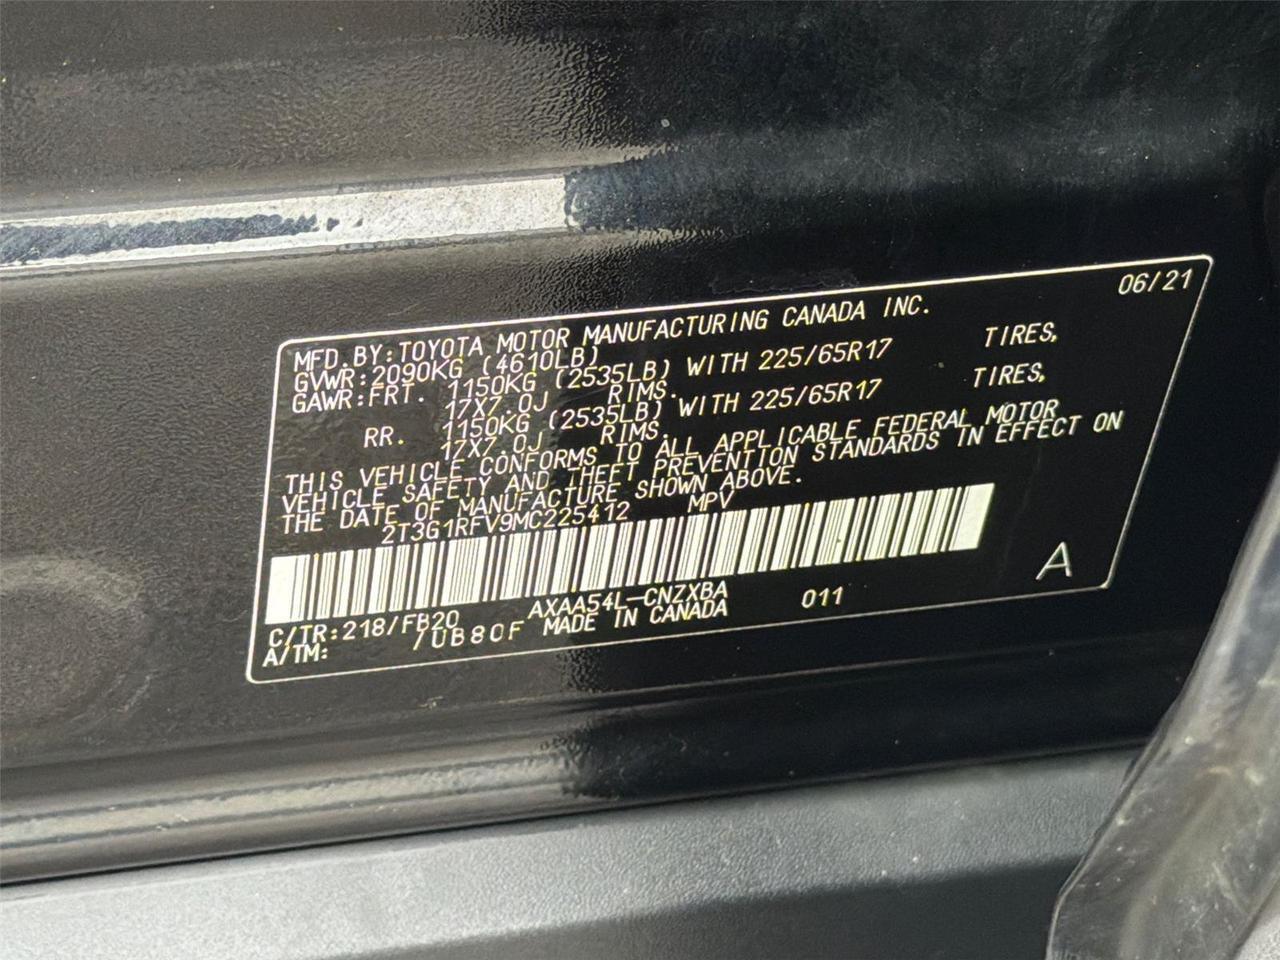 06/21
MFD.BY:TOYOTA MOTOR MANUFACTURING CANADA INC.
GVWR:2090KG (4610LB)
GAWR:FRT. 1150KG (2535LB) WITH 225/65R17 TIRES,
17X7.0J RIMS.
RR. 1150KG (2535LB) WITH 225/65R17 TIRES,
17X7.0J RIMS.
THIS VEHICLE CONFORMS TO ALL APPLICABLE FEDERAL MOTOR
VEHICLE SAFETY AND THEFT PREVENTION STANDARDS IN EFFECT ON
THE DATE OF MANUFACTURE SHOWN ABOVE.
2T3G1RFV9MC225412 MPV
C/TR:218/FB20 AXAA54L-CNZXBA 011 A
A/TM: /UB80F MADE IN CANADA